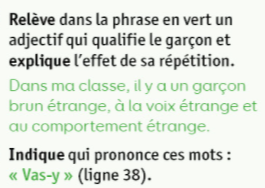 Relève dans la phrase en vert un
adjectif qui qualifie le garçon et
explique l'effet de sa répétition.
Dans ma classe, il y a un garçon
brun étrange, à la voix étrange et
au comportement étrange.
Indique qui prononce ces mots :
« Vas-y » (ligne 38).